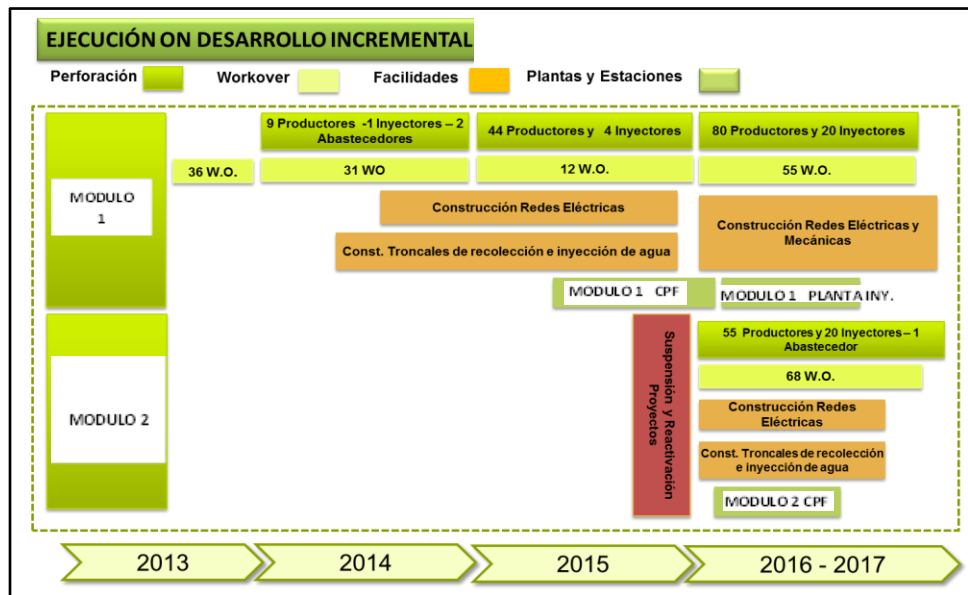 EJECUCIÓN ON DESARROLLO INCREMENTAL
Perforación
Workover
Facilidades
Plantas y Estaciones
MODULO
1
9 Productores -1 Inyectores – 2
Abastecedores
44 Productores y 4 Inyectores
80 Productores y 20 Inyectores
36 W.O.
31 WO
12 W.O.
55 W.O.
Construcción Redes Eléctricas
Construcción Redes Eléctricas y
Mecánicas
Const. Troncales de recolección e inyección de agua
MODULO 1 CPF
MODULO 1 PLANTA INY.
MODULO 2
Suspensión y Reactivación
Proyectos
55 Productores y 20 Inyectores – 1
Abastecedor
68 W.O.
Construcción Redes
Eléctricas
Const. Troncales de recolección
e inyección de agua
MODULO 2 CPF
2013
2014
2015
2016 - 2017